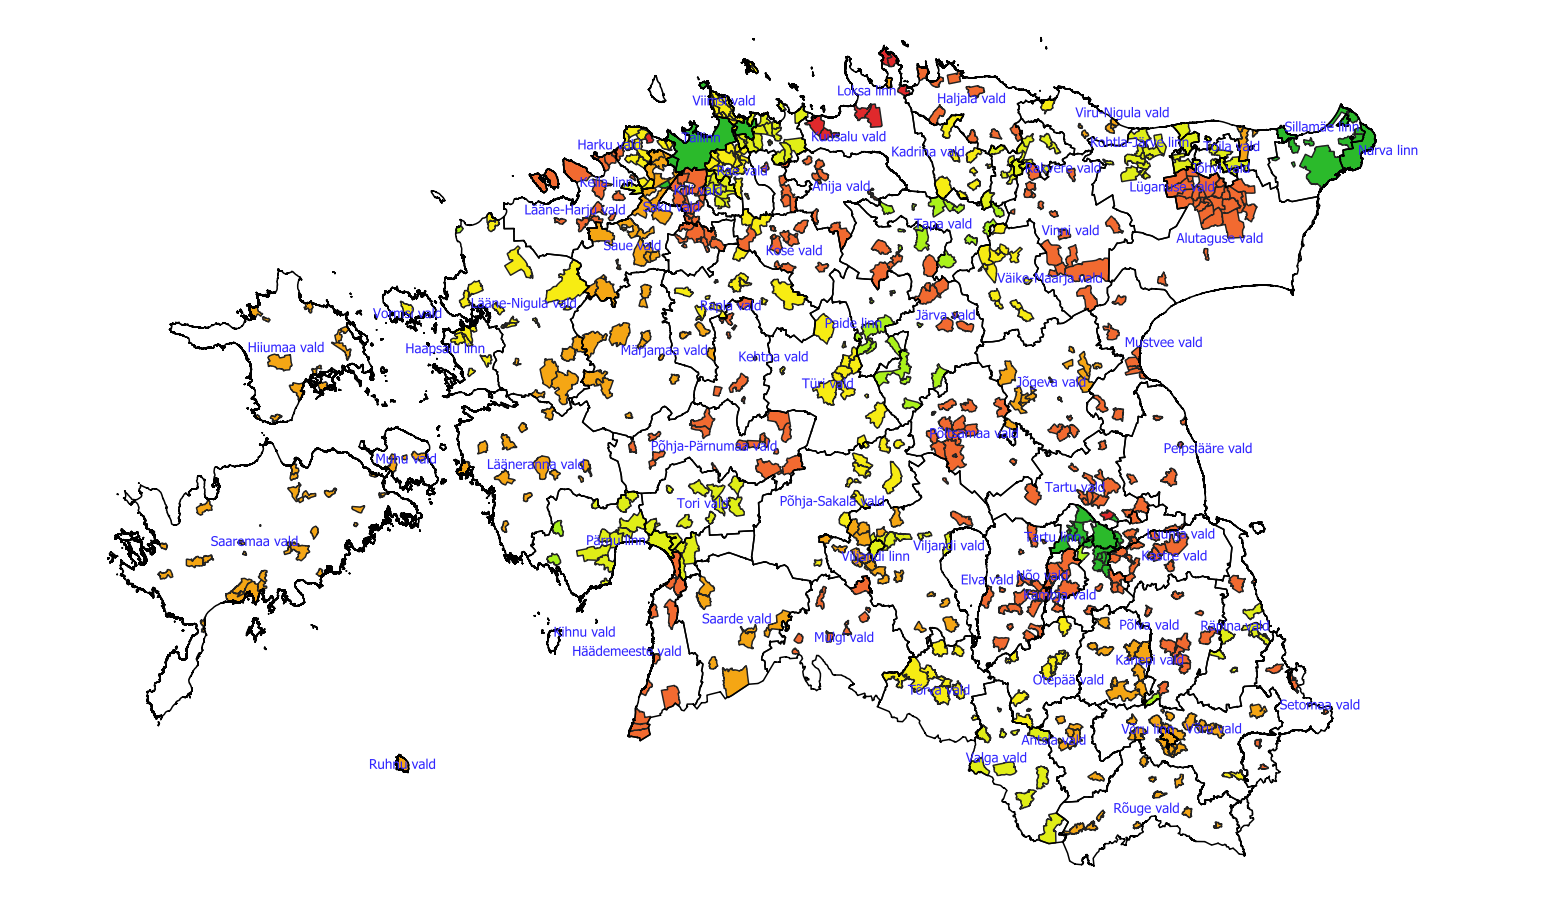 Loksa linn
Haljala vald
Viimsi vald
Viru-Nigula vald
Sillamäe linn
Tallinn
Kuusalu vald
Harku vald
Kohtla-Järve linn
Toila vald
Narva linn
Kadrina vald
Rakvere vald
Jõhvi vald
Rae vald
Keila linn
Anija vald
Lüganuse vald
Kiili vald
Saku vald
Lääne-Harju vald
Tapa vald
Vinni vald
Alutaguse vald
Saue vald
Kose vald
Väike-Maarja vald
Lääne-Nigula vald
Rapla vald
Vormsi vald
Järva vald
Paide linn
Mustvee vald
Hiiumaa vald
Haapsalu linn
Märjamaa vald
Kehtna vald
Türi vald
Jõgeva vald
Põltsamaa vald
Põhja-Pärnumaa vald
Peipsiääre vald
Muhu vald
Lääneranna vald
Tartu vald
Tori vald
Põhja-Sakala vald
Saaremaa vald
Pärnu linn
Tartu linn
Luunja vald
Viljandi vald
Viljandi linn
Kastre vald
Elva vald
Nõo vald
Kambja vald
Saarde vald
Põlva vald
Räpina vald
Kihnu vald
Mulgi vald
Häädemeeste vald
Kanepi vald
Otepää vald
Tõrva vald
Setomaa vald
Võru linn
Võru vald
Antsla vald
Valga vald
Ruhnu vald
Rõuge vald